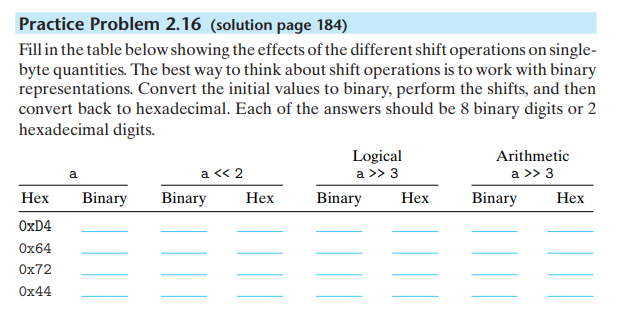 Practice Problem 2.16 (solution page 184)
Fill in the table below showing the effects of the different shift operations on single-
byte quantities. The best way to think about shift operations is to work with binary
representations. Convert the initial values to binary, perform the shifts, and then
convert back to hexadecimal. Each of the answers should be 8 binary digits or 2
hexadecimal digits.
Logical Arithmetic
a a << 2 a >> 3 a >> 3
Hex Binary Binary Hex Binary Hex Binary Hex
0xD4
0x64
0x72
0x44